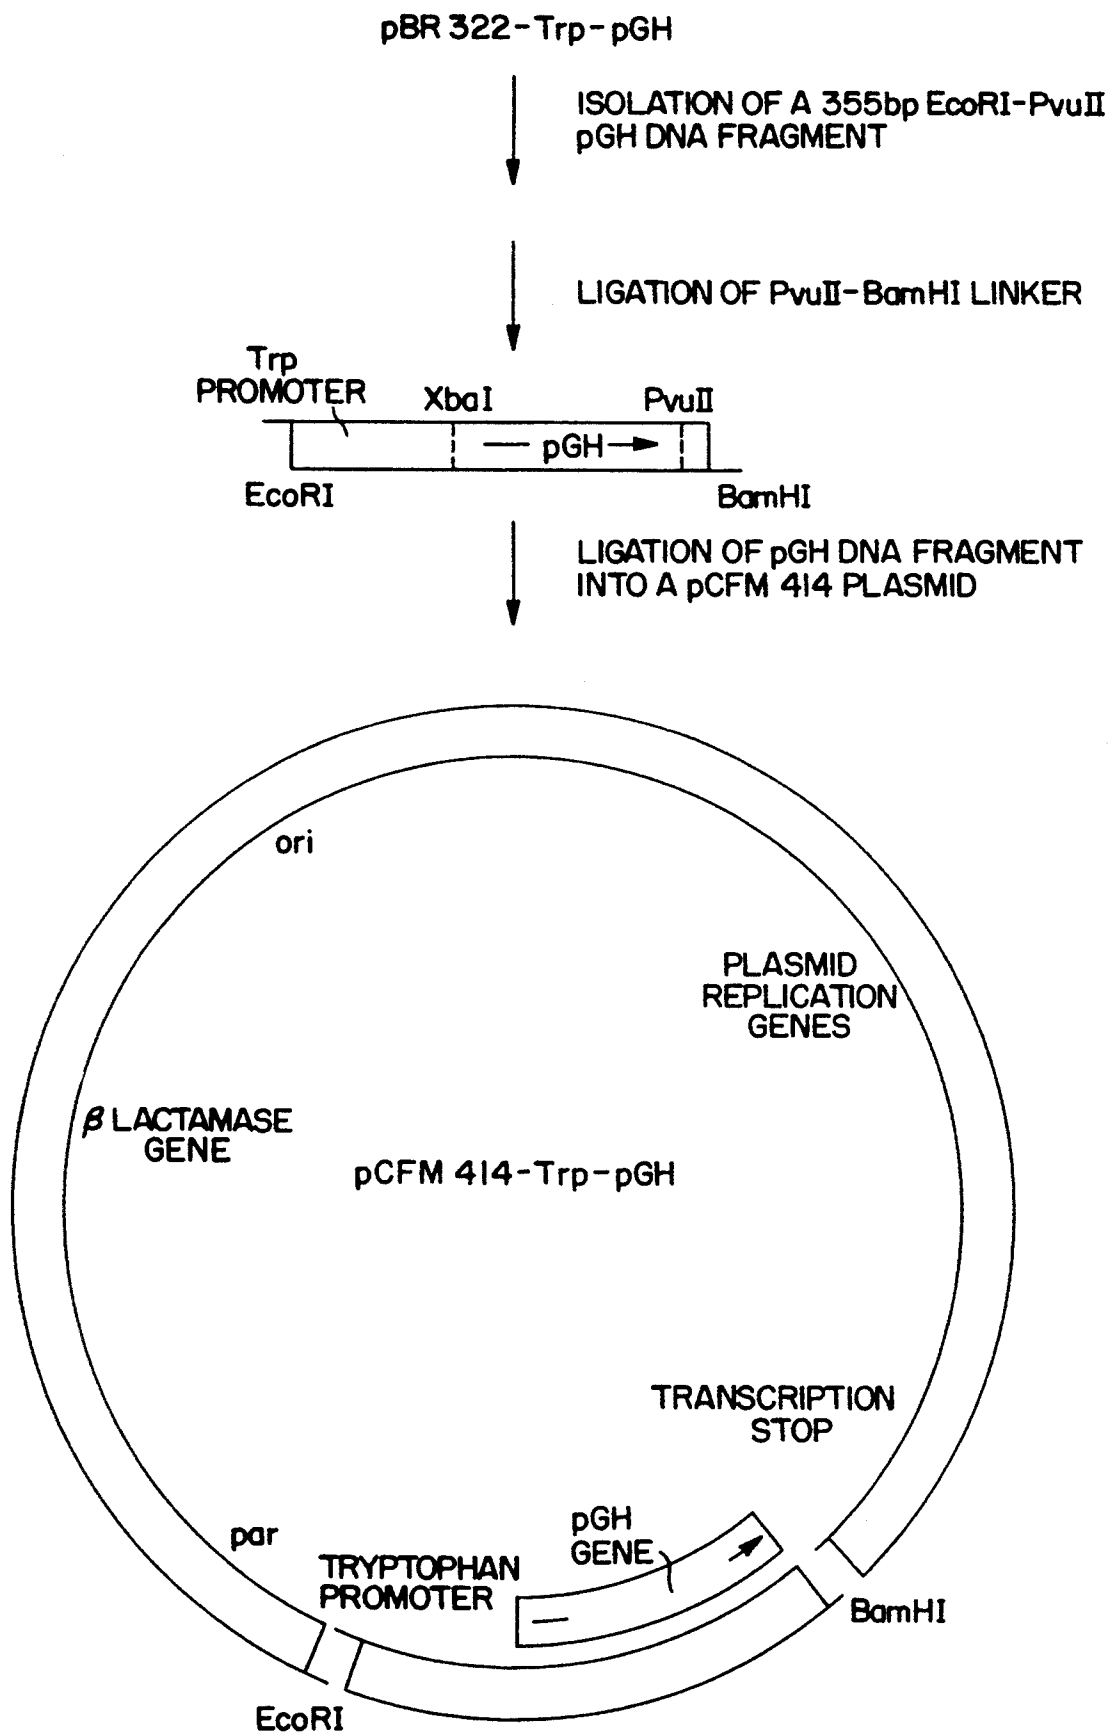 pBR 322-Trp-pGH
ISOLATION OF A 355bp EcoRI-PvuII
pGH DNA FRAGMENT
LIGATION OF PvuII-BamHI LINKER
Trp
PROMOTER
XbaI
PvuII
pGH
EcoRI
BamHI
LIGATION OF pGH DNA FRAGMENT
INTO A pCFM 414 PLASMID
ori
PLASMID
REPLICATION
GENES
β LACTAMASE
GENE
pCFM 414-Trp-pGH
TRANSCRIPTION
STOP
par
pGH
GENE
TRYPTOPHAN
PROMOTER
BamHI
EcoRI